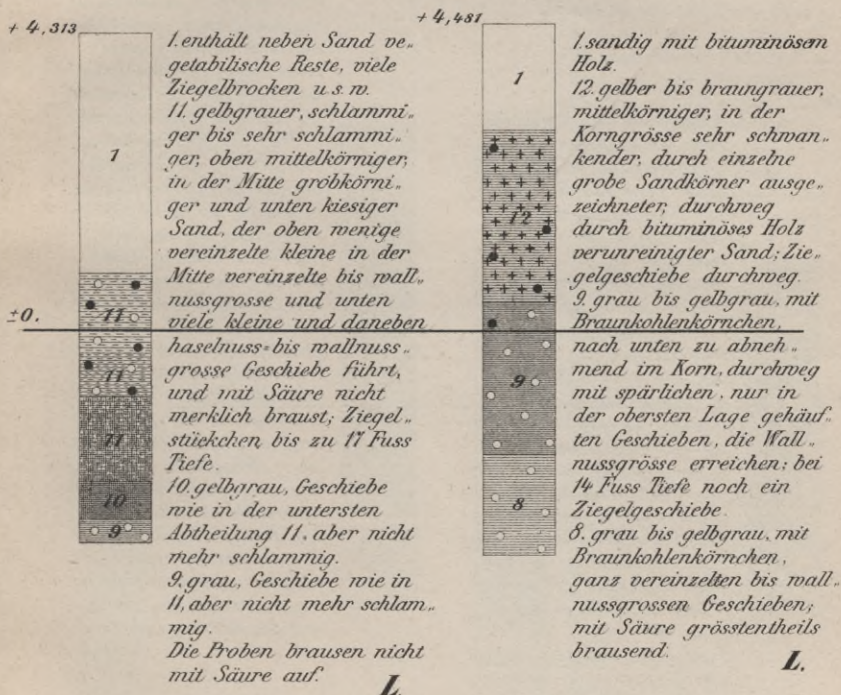 + 4,313
1
11
±0.
11
11
10
9
1. enthält neben Sand ve„
getabilische Reste, viele
Ziegelbrocken u.s.w.
11. gelbgrauer, schlammi„
ger bis sehr schlammi„
ger, oben mittelkörniger,
in der Mitte gröbkörni„
ger und unten kiesiger
Sand, der oben wenige
vereinzelte kleine in der
Mitte vereinzelte bis wall„
nussgrosse und unten
viele kleine und daneben
haselnuss- bis wallnuss„
grosse Geschiebe führt,
und mit Säure nicht
merklich braust; Ziegel„
stückchen bis zu 17 Fuss
Tiefe.
10. gelbgrau, Geschiebe
wie in der untersten
Abtheilung 11. aber nicht
mehr schlammig.
9. grau, Geschiebe wie in
11, aber nicht mehr schlam„
mig.
Die Proben brausen nicht
mit Säure auf.
L.
+ 4,481
1
12
9
8
1. sandig mit bituminösem
Holz.
12. gelber bis braungrauer,
mittelkörniger, in der
Korngrösse sehr schwan„
kender, durch einzelne
grobe Sandkörner ausge„
zeichneter, durchweg
durch bituminöses Holz
verunreinigter Sand; Zie„
gelgeschiebe durchweg.
9. grau bis gelbgrau, mit
Braunkohlenkörnchen,
nach unten zu abneh„
mend im Korn, durchweg
mit spärlichen, nur in
der obersten Lage gehäuf„
ten Geschieben, die Wall„
nussgrösse erreichen; bei
14 Fuss Tiefe noch ein
Ziegelgeschiebe.
8. grau bis gelbgrau, mit
Braunkohlenkörnchen,
ganz vereinzelten bis wall„
nussgrossen Geschieben;
mit Säure grösstentheils
brausend.
L.